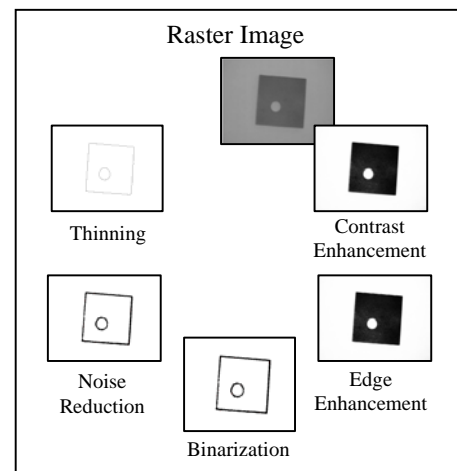 Raster Image
Thinning
Contrast
Enhancement
Noise
Reduction
Edge
Enhancement
Binarization